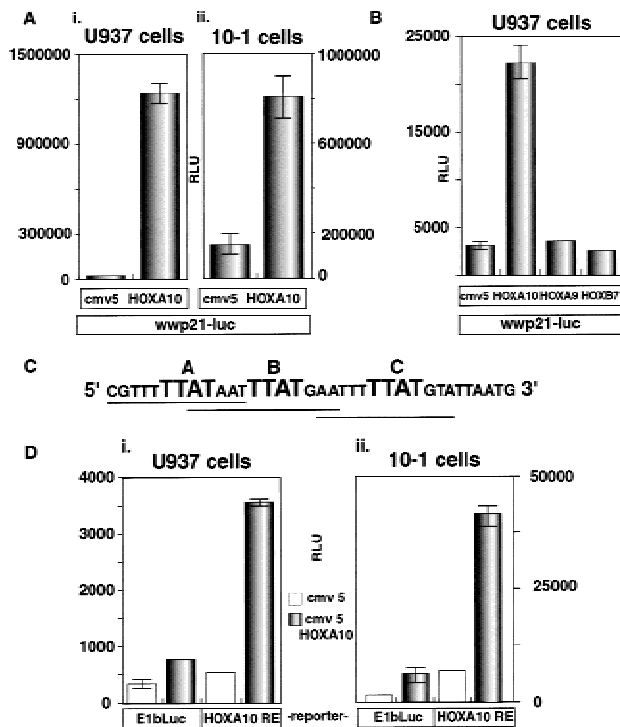 A i. ii. B
U937 cells 10-1 cells U937 cells
1500000
900000
300000
0
RLU
1000000
600000
200000
0
cmv5 HOXA10 cmv5 HOXA10
wwp21-luc
25000
15000
5000
RLU
cmv5 HOXA10 HOXA9 HOXB7
wwp21-luc
C
A B C
5' CGTTTTTATAATTTATGAATTTTTATGTATTAATG 3'
D i. ii.
U937 cells 10-1 cells
4000
3000
1000
0
RLU
cmv 5
cmv 5
HOXA10
50000
25000
0
E1bLuc HOXA10 RE -reporter- E1bLuc HOXA10 RE